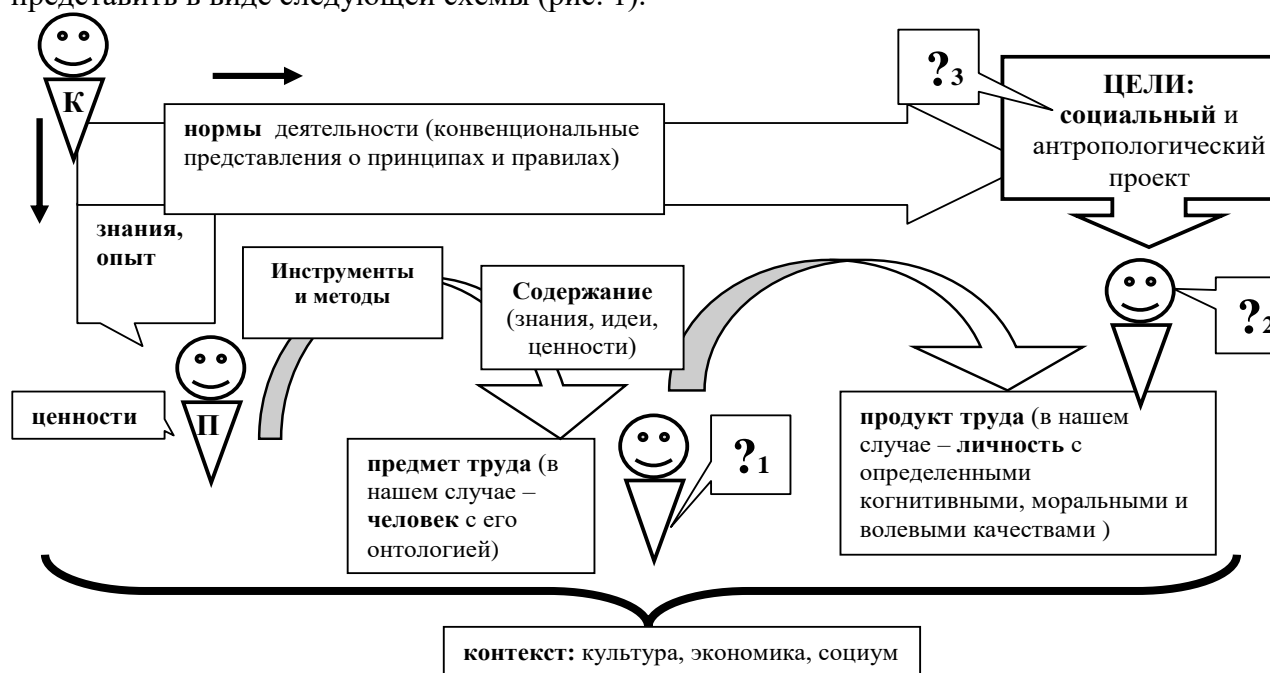 представить в виде следующей схемы (рис. 1).
К
нормы деятельности (конвенциональные
представления о принципах и правилах)
?3
ЦЕЛИ:
социальный и
антропологический
проект
знания,
опыт
Инструменты
и методы
Содержание
(знания, идеи,
ценности)
?2
ценности
П
предмет труда (в
нашем случае –
человек с его
онтологией)
?1
продукт труда (в нашем
случае – личность с
определенными
когнитивными, моральными и
волевыми качествами )
контекст: культура, экономика, социум